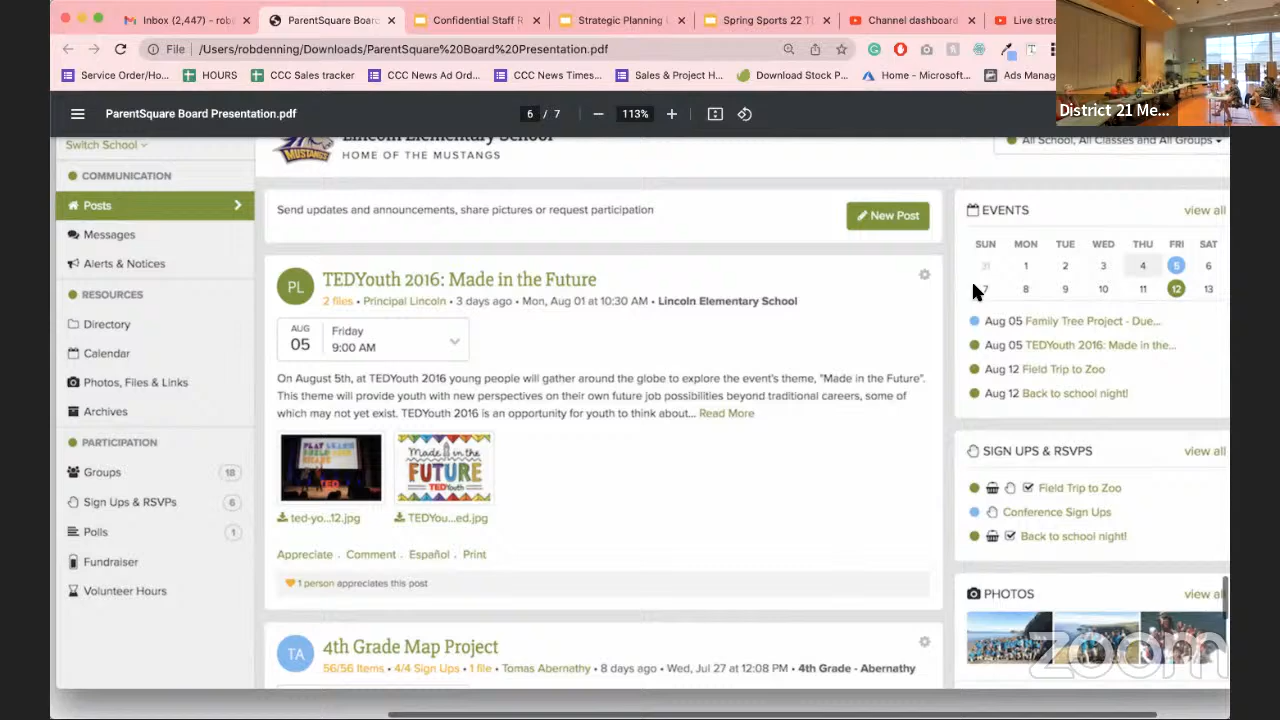 Inbox (2,447) - rob
ParentSquare Boar
Confidential Staff R
Strategic Planning
Spring Sports 22 T
Channel dashboard
Live strea
File /Users/robdenning/Downloads/ParentSquare%20Board%20Presentation.pdf
Service Order/Ho...
HOURS
CCC Sales tracker
CCC News Ad Ord...
CCC News Times...
Sales & Project H...
Download Stock P...
Home - Microsoft...
Ads Manag
District 21 Me...
ParentSquare Board Presentation.pdf
6 / 7
113%
Switch School
MUSTANGS
Lincoln Elementary School
HOME OF THE MUSTANGS
All School, All Classes and All Groups
COMMUNICATION
Posts
Messages
Alerts & Notices
RESOURCES
Directory
Calendar
Photos, Files & Links
Archives
PARTICIPATION
Groups 18
Sign Ups & RSVPs 6
Polls 1
Fundraiser
Volunteer Hours
Send updates and announcements, share pictures or request participation
New Post
PL
TEDYouth 2016: Made in the Future
2 files • Principal Lincoln • 3 days ago • Mon, Aug 01 at 10:30 AM • Lincoln Elementary School
AUG
05
Friday
9:00 AM
On August 5th, at TEDYouth 2016 young people will gather around the globe to explore the event's theme, "Made in the Future".
This theme will provide youth with new perspectives on their own future job possibilities beyond traditional careers, some of
which may not yet exist. TEDYouth 2016 is an opportunity for youth to think about... Read More
PLAY LEARN
TED
Made in the
FUTURE
TEDYouth
ted-yo...12.jpg
TEDYou...ed.jpg
Appreciate . Comment . Español . Print
1 person appreciates this post
TA
4th Grade Map Project
56/56 Items • 4/4 Sign Ups • 1 file • Tomas Abernathy • 8 days ago • Wed, Jul 27 at 12:08 PM • 4th Grade - Abernathy
EVENTS
view all
SUN MON TUE WED THU FRI SAT
31 1 2 3 4 5 6
7 8 9 10 11 12 13
Aug 05 Family Tree Project - Due...
Aug 05 TEDYouth 2016: Made in the...
Aug 12 Field Trip to Zoo
Aug 12 Back to school night!
SIGN UPS & RSVPS
view all
Field Trip to Zoo
Conference Sign Ups
Back to school night!
PHOTOS
view all
zoom